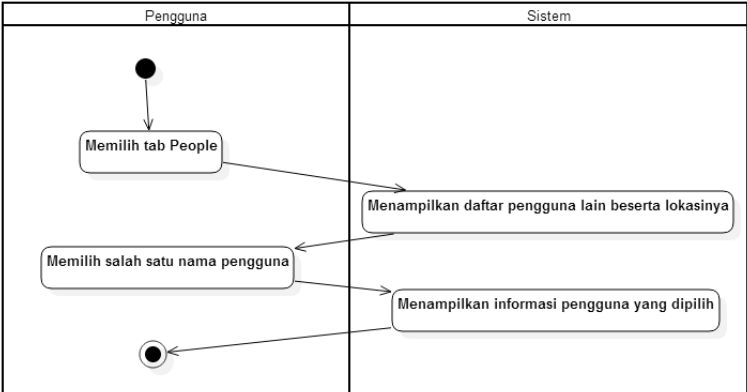 Pengguna
Sistem
Memilih tab People
Menampilkan daftar pengguna lain beserta lokasinya
Memilih salah satu nama pengguna
Menampilkan informasi pengguna yang dipilih